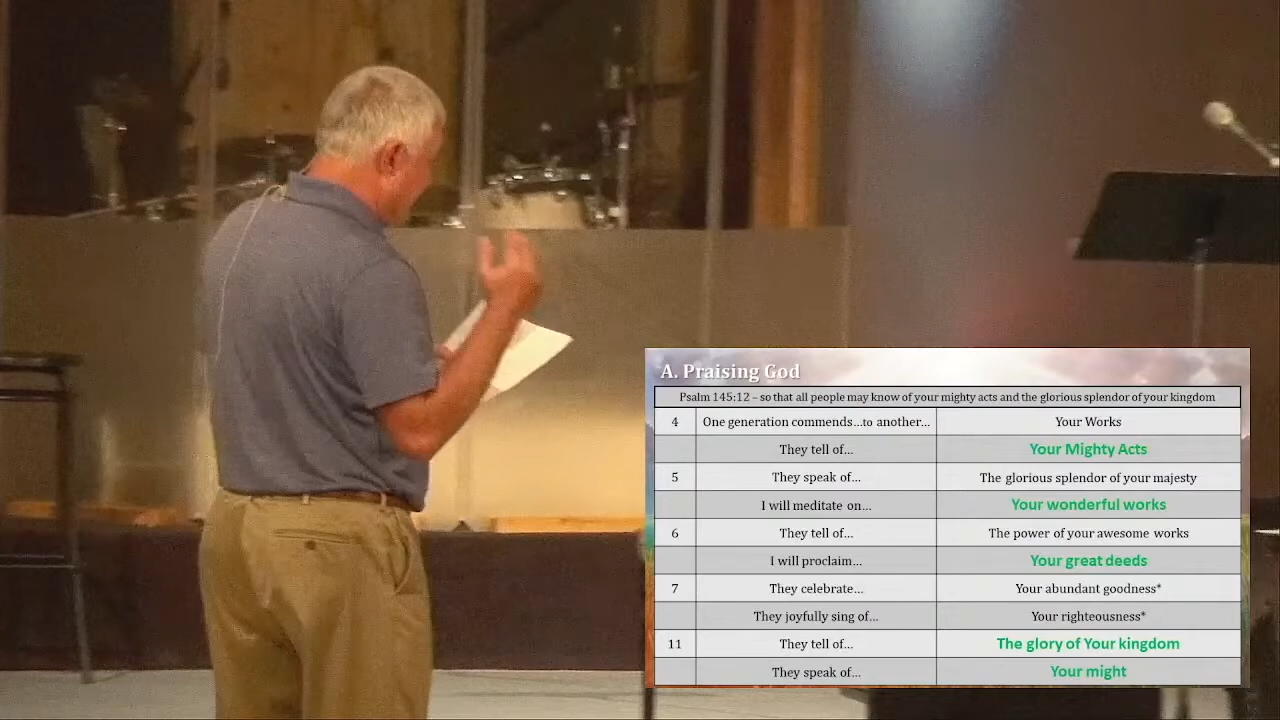 A. Praising God
Psalm 145:12 – so that all people may know of your mighty acts and the glorious splendor of your kingdom
4 One generation commends…to another… Your Works
They tell of… Your Mighty Acts
5 They speak of… The glorious splendor of your majesty
I will meditate on… Your wonderful works
6 They tell of… The power of your awesome works
I will proclaim… Your great deeds
7 They celebrate… Your abundant goodness*
They joyfully sing of… Your righteousness*
11 They tell of… The glory of Your kingdom
They speak of… Your might